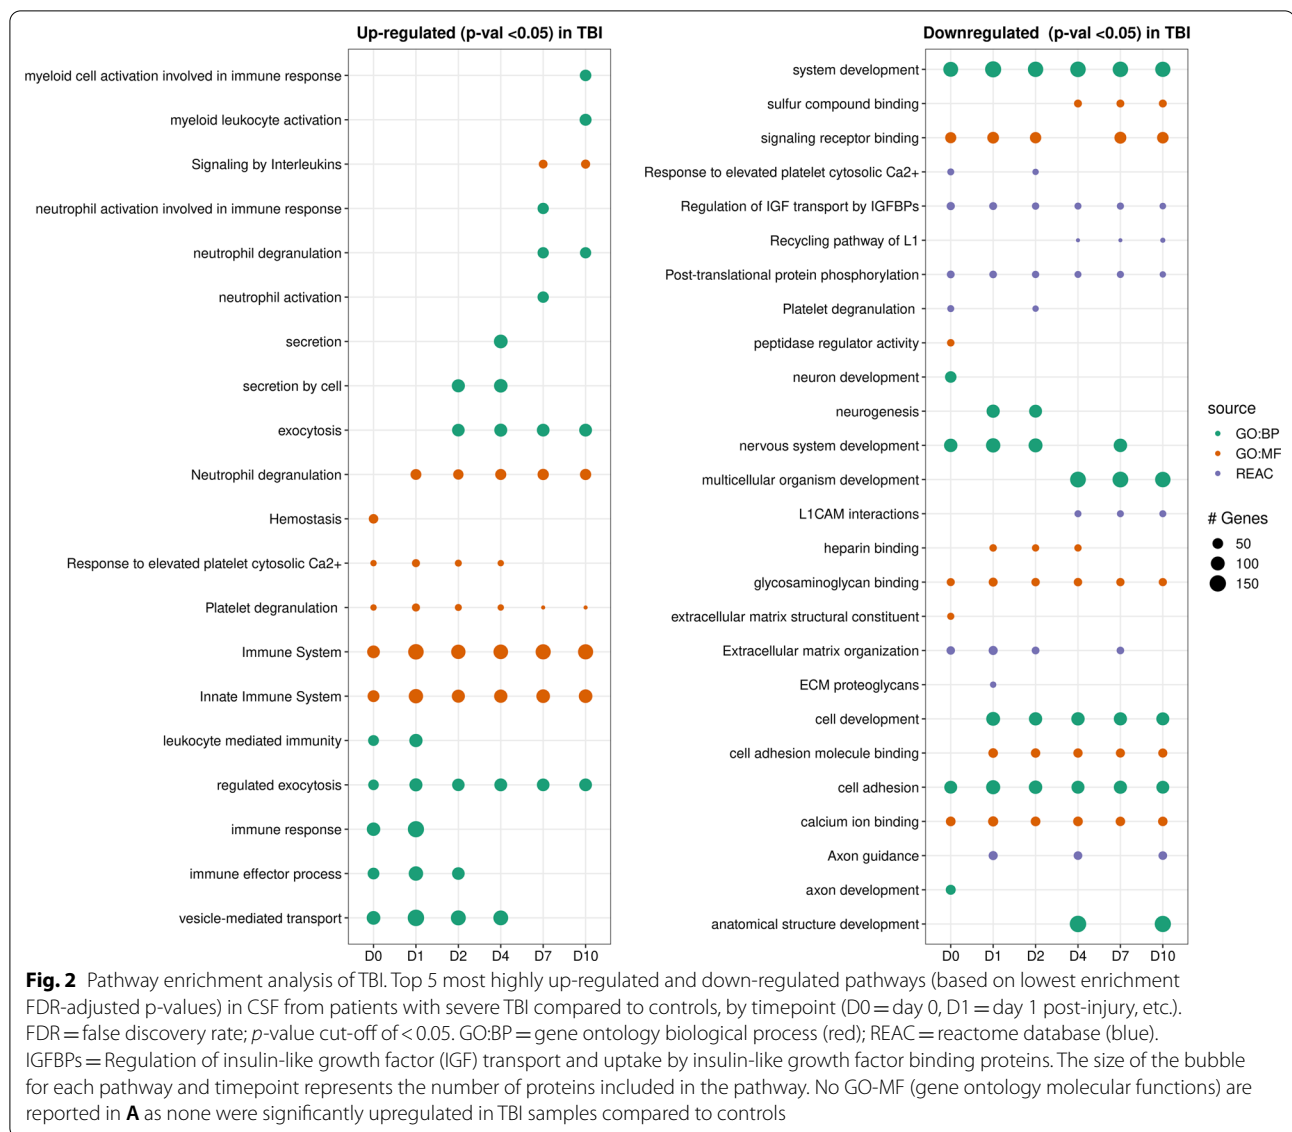 Up-regulated (p-val <0.05) in TBI
myeloid cell activation involved in immune response
myeloid leukocyte activation
Signaling by Interleukins
neutrophil activation involved in immune response
neutrophil degranulation
neutrophil activation
secretion
secretion by cell
exocytosis
Neutrophil degranulation
Hemostasis
Response to elevated platelet cytosolic Ca2+
Platelet degranulation
Immune System
Innate Immune System
leukocyte mediated immunity
regulated exocytosis
immune response
immune effector process
vesicle-mediated transport
D0 D1 D2 D4 D7 D10
Downregulated (p-val <0.05) in TBI
system development
sulfur compound binding
signaling receptor binding
Response to elevated platelet cytosolic Ca2+
Regulation of IGF transport by IGFBPs
Recycling pathway of L1
Post-translational protein phosphorylation
Platelet degranulation
peptidase regulator activity
neuron development
neurogenesis
nervous system development
multicellular organism development
L1CAM interactions
heparin binding
glycosaminoglycan binding
extracellular matrix structural constituent
Extracellular matrix organization
ECM proteoglycans
cell development
cell adhesion molecule binding
cell adhesion
calcium ion binding
Axon guidance
axon development
anatomical structure development
D0 D1 D2 D4 D7 D10
source
GO:BP
GO:MF
REAC
# Genes
50
100
150
Fig. 2 Pathway enrichment analysis of TBI. Top 5 most highly up-regulated and down-regulated pathways (based on lowest enrichment
FDR-adjusted p-values) in CSF from patients with severe TBI compared to controls, by timepoint (D0 = day 0, D1 = day 1 post-injury, etc.).
FDR = false discovery rate; p-value cut-off of < 0.05. GO:BP = gene ontology biological process (red); REAC = reactome database (blue).
IGFBPs = Regulation of insulin-like growth factor (IGF) transport and uptake by insulin-like growth factor binding proteins. The size of the bubble
for each pathway and timepoint represents the number of proteins included in the pathway. No GO-MF (gene ontology molecular functions) are
reported in A as none were significantly upregulated in TBI samples compared to controls